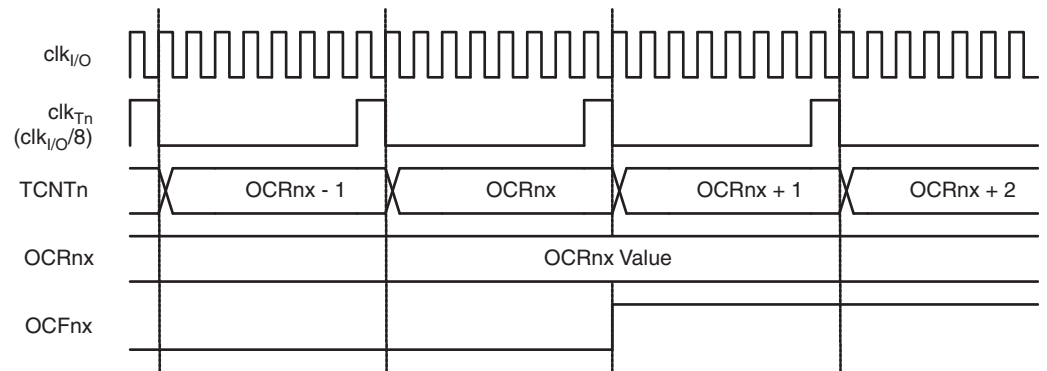 clkI/O
clkTn
(clkI/O/8)
TCNTn OCRnx - 1 OCRnx OCRnx + 1 OCRnx + 2
OCRnx OCRnx Value
OCFnx